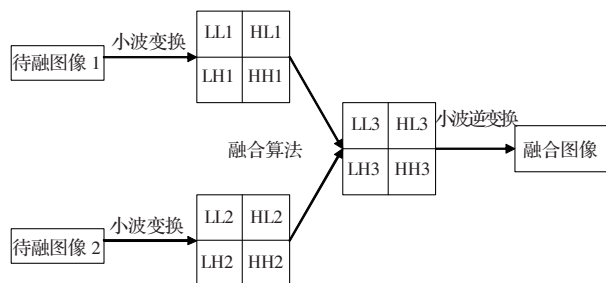 小波变换
LL1 HL1
待融图像 1
LH1 HH1
LL3 HL3
小波逆变换
融合算法
融合图像
LH3 HH3
LL2 HL2
小波变换
待融图像 2
LH2 HH2